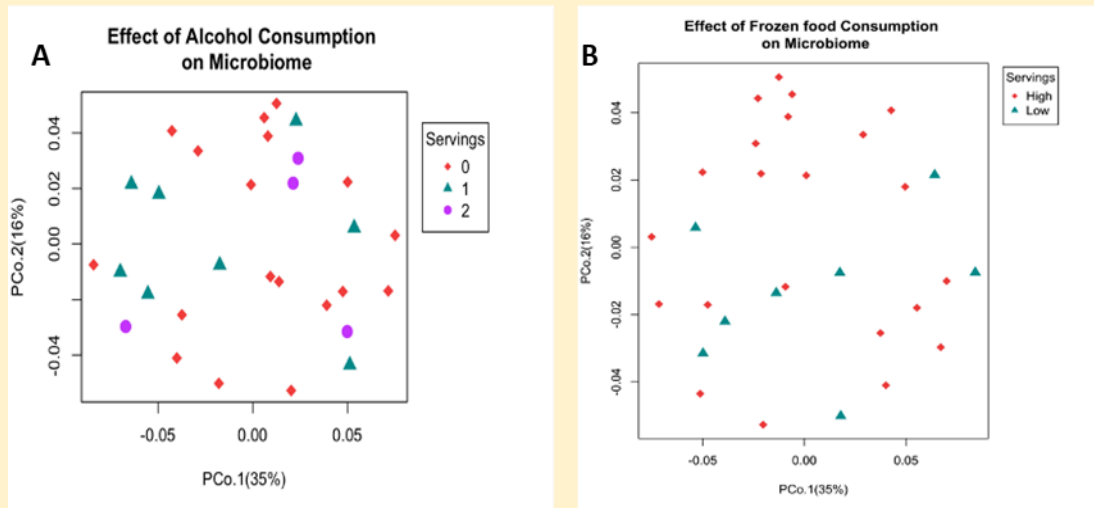 A
Effect of Alcohol Consumption
on Microbiome
PCo.2(16%)
0.04
0.02
0.00
-0.04
-0.05
0.00
0.05
PCo.1(35%)
Servings
0
1
2
B
Effect of Frozen food Consumption
on Microbiome
PCo.2(16%)
0.04
0.02
0.00
-0.02
-0.04
-0.05
0.00
0.05
PCo.1(35%)
Servings
High
Low